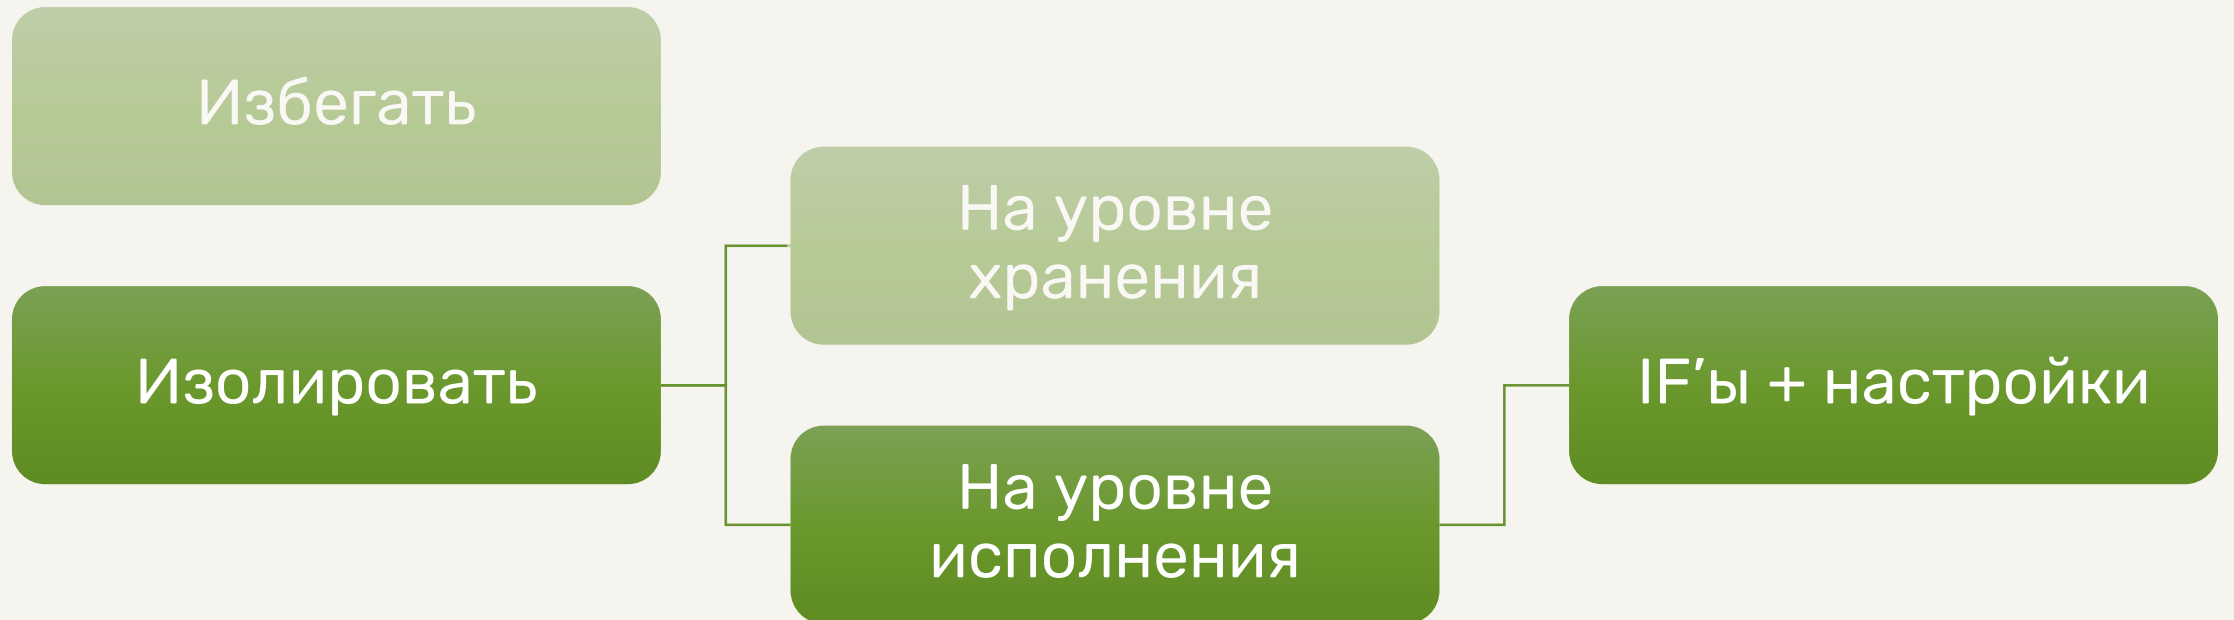 Избегать
Изолировать
На уровне
хранения
На уровне
исполнения
IF’ы + настройки